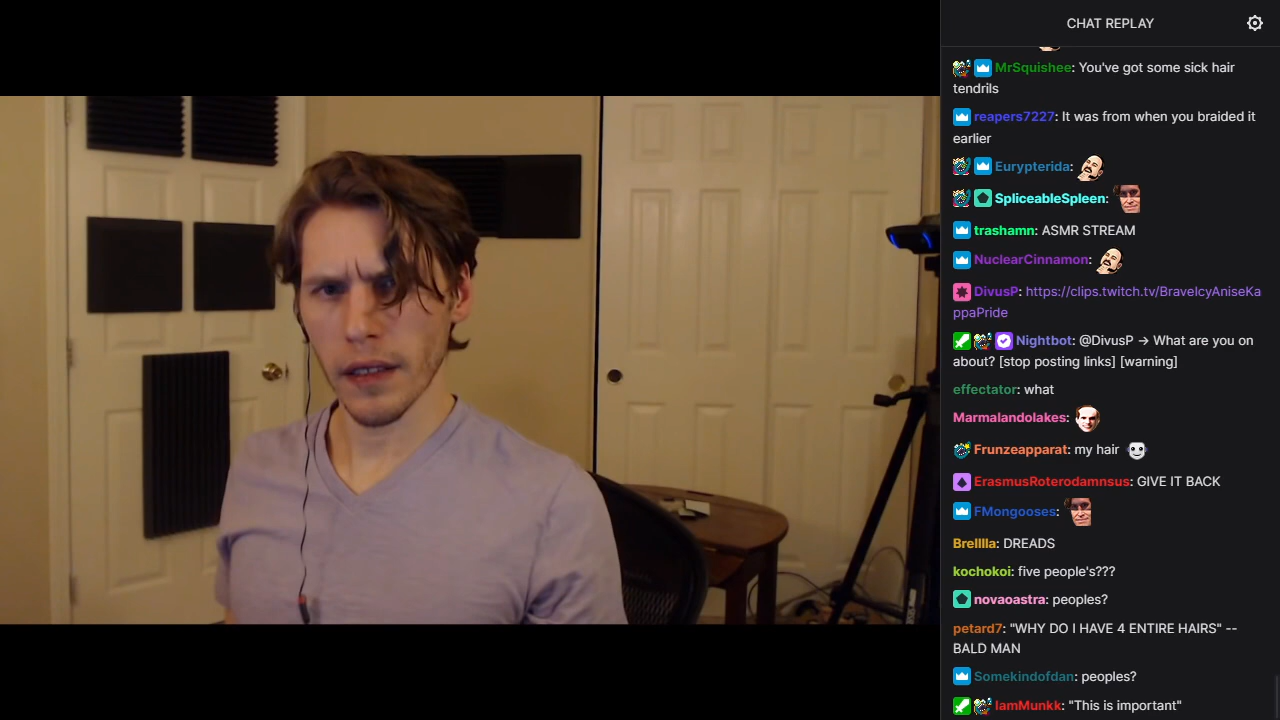 CHAT REPLAY
MrSquishee: You've got some sick hair
tendrils
reapers7227: It was from when you braided it
earlier
Eurypterida:
SpliceableSpleen:
trashamn: ASMR STREAM
NuclearCinnamon:
DivusP: https://clips.twitch.tv/BraveIcyAniseKa
ppaPride
Nightbot: @DivusP → What are you on
about? [stop posting links] [warning]
effectator: what
Marmalandolakes:
Frunzeapparat: my hair
ErasmusRoterodamnsus: GIVE IT BACK
FMongooses:
Brelllla: DREADS
kochokoi: five people's???
novaoastra: peoples?
petard7: "WHY DO I HAVE 4 ENTIRE HAIRS" --
BALD MAN
Somekindofdan: peoples?
IamMunkk: "This is important"